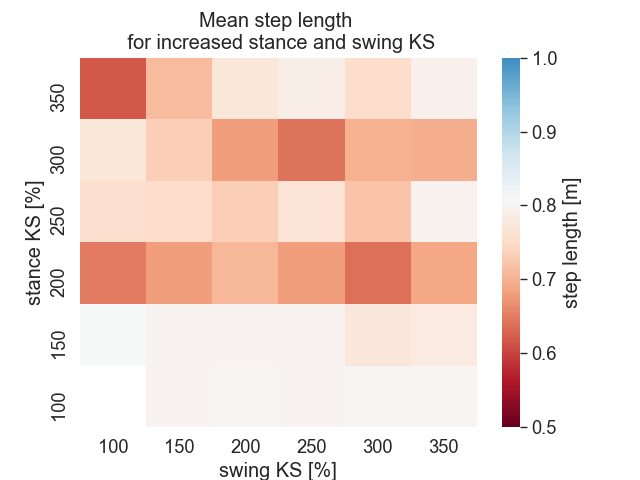 Mean step length
for increased stance and swing KS
350
300
250
200
150
100
stance KS [%]
100 150 200 250 300 350
swing KS [%]
1.0
0.9
0.8
0.7
0.6
0.5
step length [m]